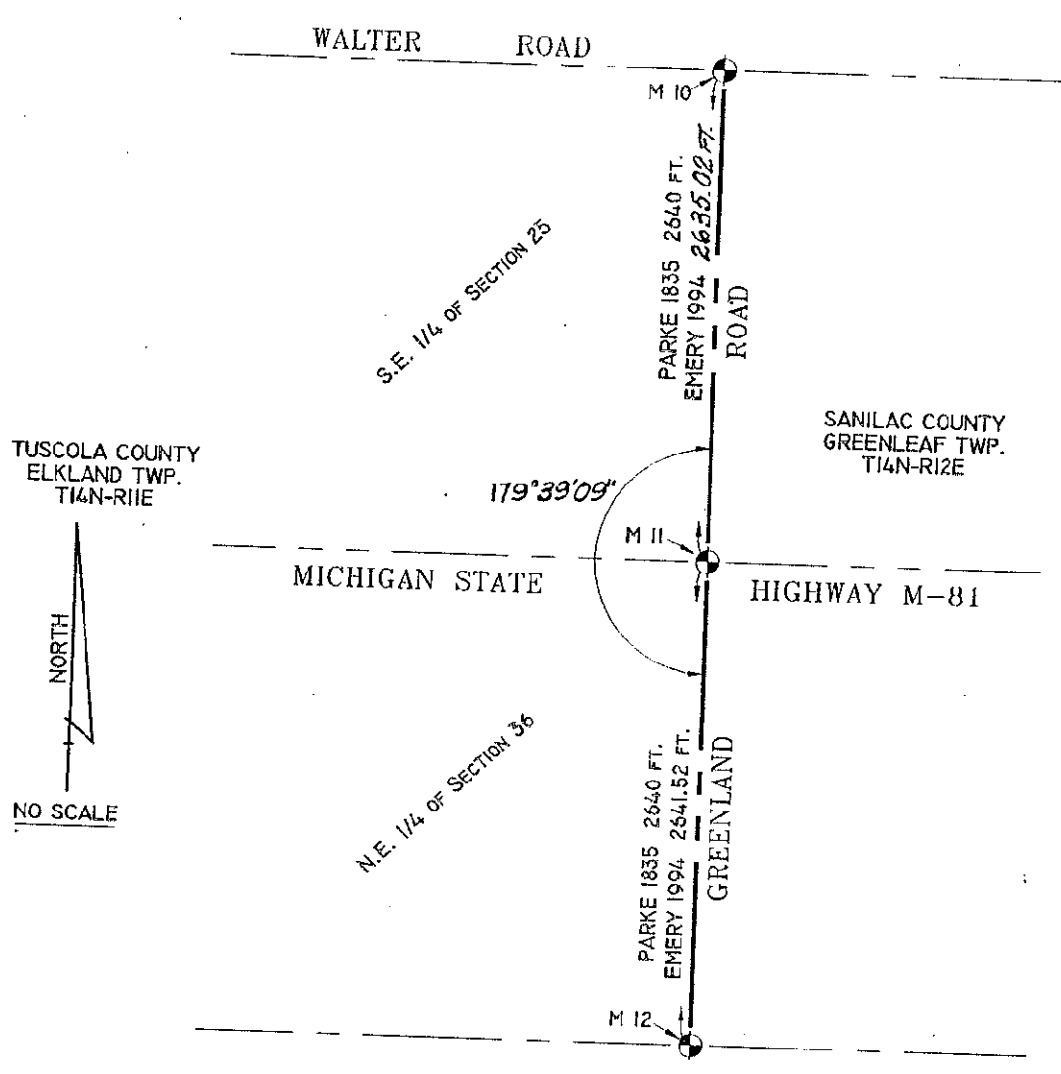 WALTER ROAD
M 10
PARKE 1835 2640 FT.
EMERY 1994 2635.02 FT.
S.E. 1/4 OF SECTION 25
ROAD
TUSCOLA COUNTY
ELKLAND TWP.
T14N-R11E
SANILAC COUNTY
GREENLEAF TWP.
T14N-R12E
179°39'09"
M 11
MICHIGAN STATE HIGHWAY M-81
NORTH
NO SCALE
N.E. 1/4 OF SECTION 36
PARKE 1835 2640 FT.
EMERY 1994 2641.52 FT.
GREENLAND
M 12